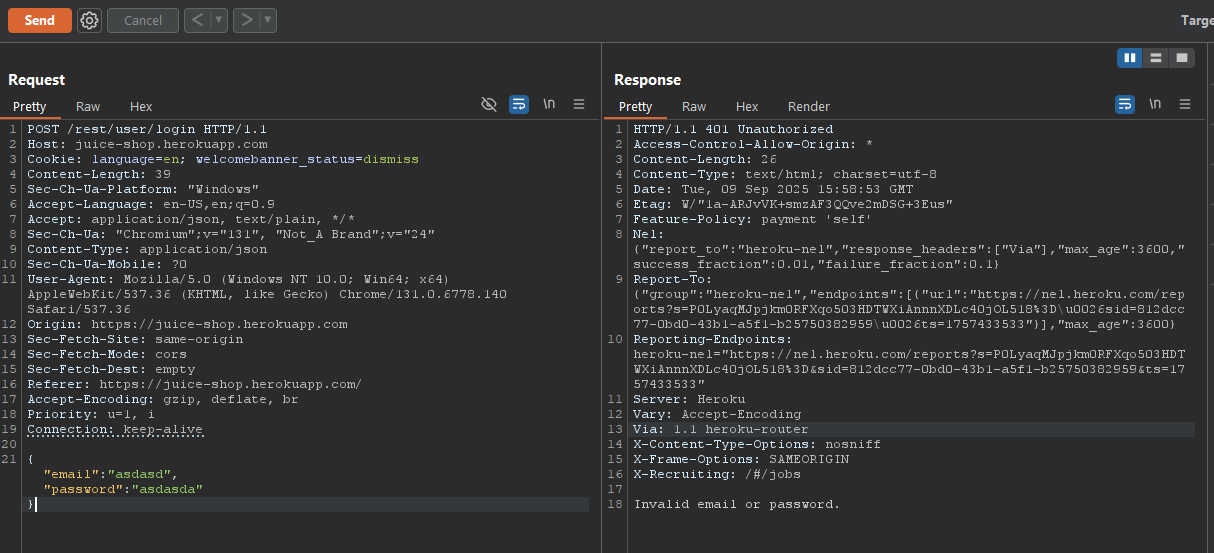 Send
Cancel
<
>
Targe
Request
Pretty Raw Hex
\n
1 POST /rest/user/login HTTP/1.1
2 Host: juice-shop.herokuapp.com
3 Cookie: language=en; welcomebanner_status=dismiss
4 Content-Length: 39
5 Sec-Ch-Ua-Platform: "Windows"
6 Accept-Language: en-US,en;q=0.9
7 Accept: application/json, text/plain, */*
8 Sec-Ch-Ua: "Chromium";v="131", "Not_A Brand";v="24"
9 Content-Type: application/json
10 Sec-Ch-Ua-Mobile: ?0
11 User-Agent: Mozilla/5.0 (Windows NT 10.0; Win64; x64)
AppleWebKit/537.36 (KHTML, like Gecko) Chrome/131.0.6778.140
Safari/537.36
12 Origin: https://juice-shop.herokuapp.com
13 Sec-Fetch-Site: same-origin
14 Sec-Fetch-Mode: cors
15 Sec-Fetch-Dest: empty
16 Referer: https://juice-shop.herokuapp.com/
17 Accept-Encoding: gzip, deflate, br
18 Priority: u=1, i
19 Connection: keep-alive
20
21 {
"email":"asdasd",
"password":"asdasda"
}
Response
Pretty Raw Hex Render
\n
1 HTTP/1.1 401 Unauthorized
2 Access-Control-Allow-Origin: *
3 Content-Length: 26
4 Content-Type: text/html; charset=utf-8
5 Date: Tue, 09 Sep 2025 15:58:53 GMT
6 Etag: W/"1a-ARJvVK+smzAF3QQve2mDSG+3Eus"
7 Feature-Policy: payment 'self'
8 Nel:
{"report_to":"heroku-nel","response_headers":["Via"],"max_age":3600,"
success_fraction":0.01,"failure_fraction":0.1}
9 Report-To:
{"group":"heroku-nel","endpoints":[{"url":"https://nel.heroku.com/rep
orts?s=POLyaqMJpjkmORFXqo503HDTWXiAnnnXDLc40jOL518%3D\u0026sid=812dcc
77-0bd0-43b1-a5f1-b25750382959\u0026ts=1757433533"}],"max_age":3600}
10 Reporting-Endpoints:
heroku-nel="https://nel.heroku.com/reports?s=POLyaqMJpjkmORFXqo503HDT
WXiAnnnXDLc40jOL518%3D&sid=812dcc77-0bd0-43b1-a5f1-b25750382959&ts=17
57433533"
11 Server: Heroku
12 Vary: Accept-Encoding
13 Via: 1.1 heroku-router
14 X-Content-Type-Options: nosniff
15 X-Frame-Options: SAMEORIGIN
16 X-Recruiting: /#/jobs
17
18 Invalid email or password.